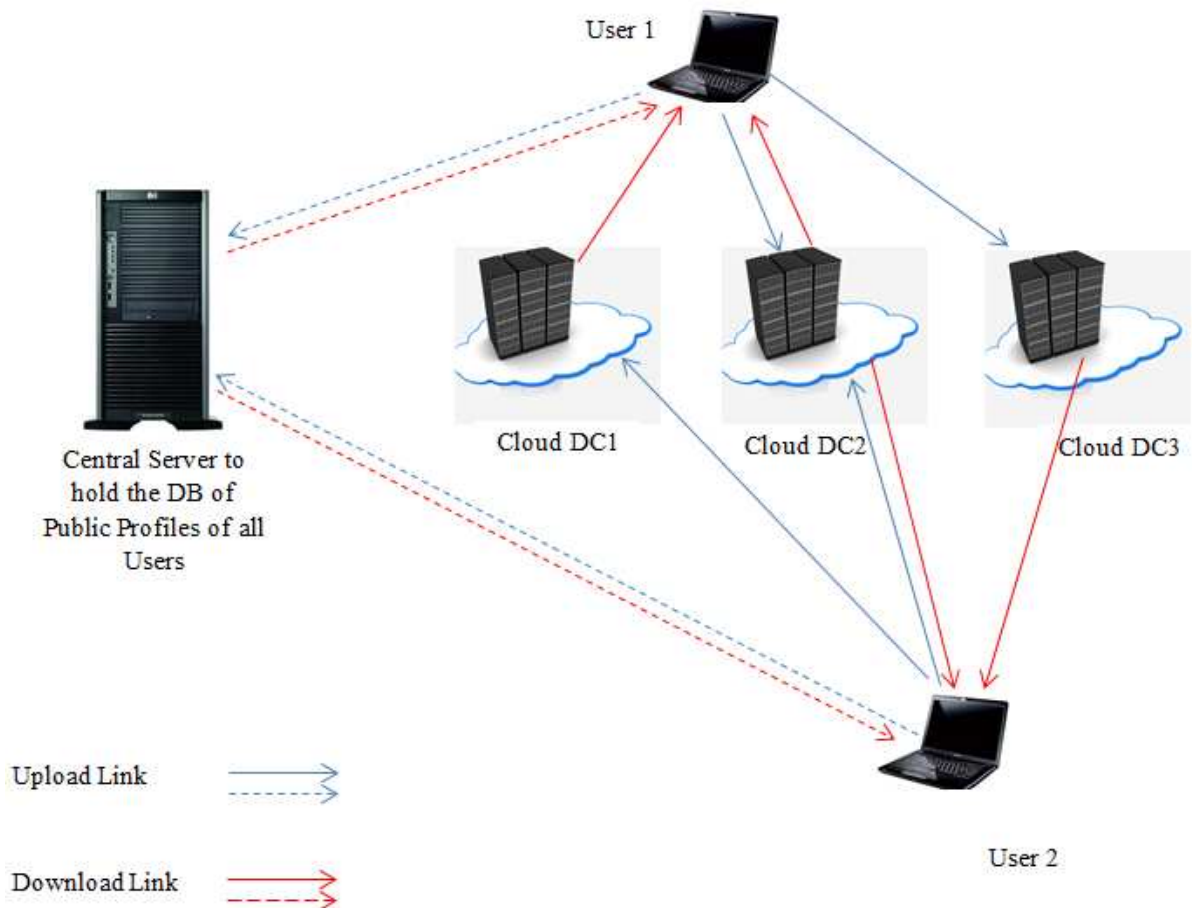 User 1
Cloud DC1
Cloud DC2
Cloud DC3
Central Server to
hold the DB of
Public Profiles of all
Users
Upload Link
User 2
Download Link